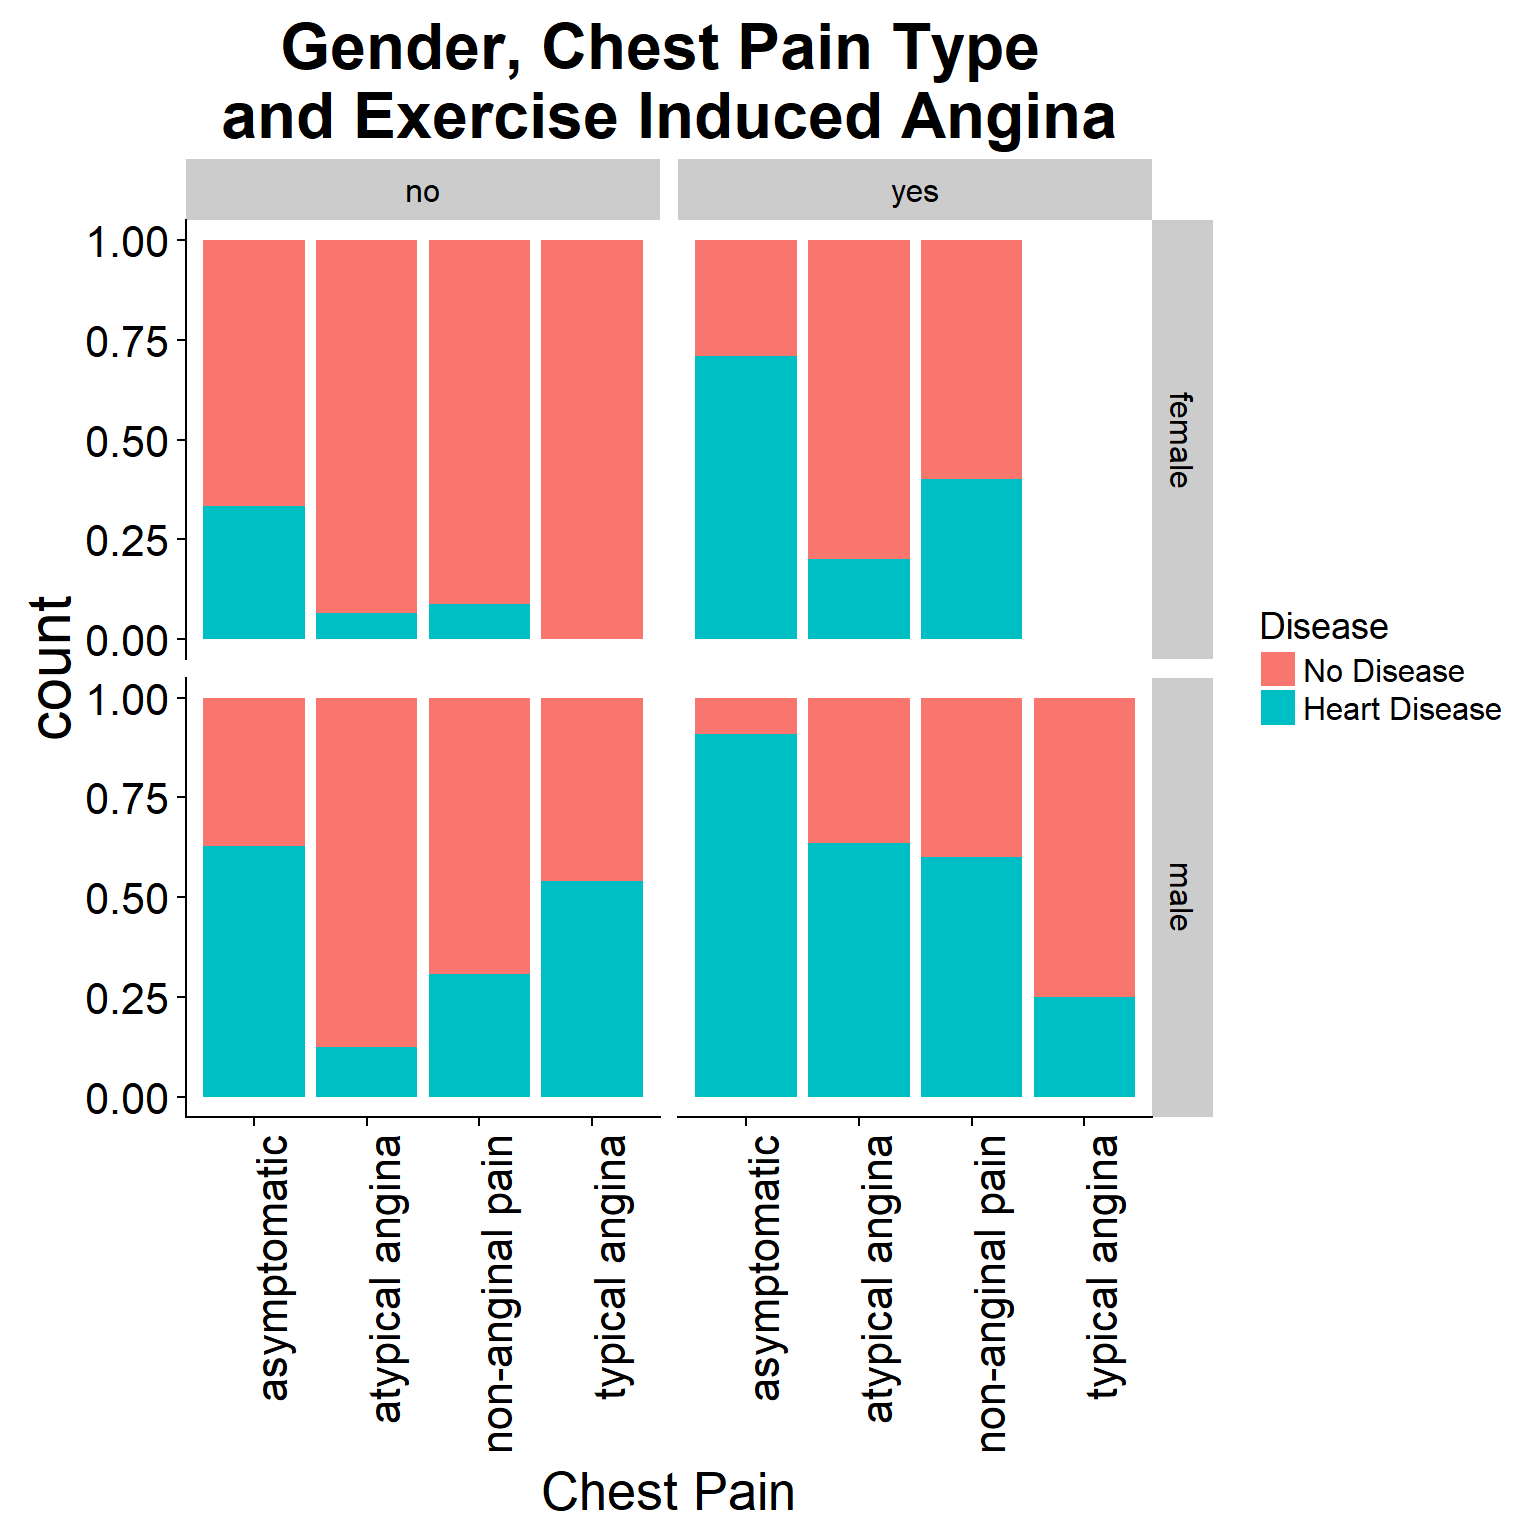 Gender, Chest Pain Type
and Exercise Induced Angina
no
yes
1.00
0.75
0.50
0.25
0.00
female
1.00
0.75
0.50
0.25
0.00
male
count
asymptomatic
atypical angina
non-anginal pain
typical angina
asymptomatic
atypical angina
non-anginal pain
typical angina
Chest Pain
Disease
No Disease
Heart Disease